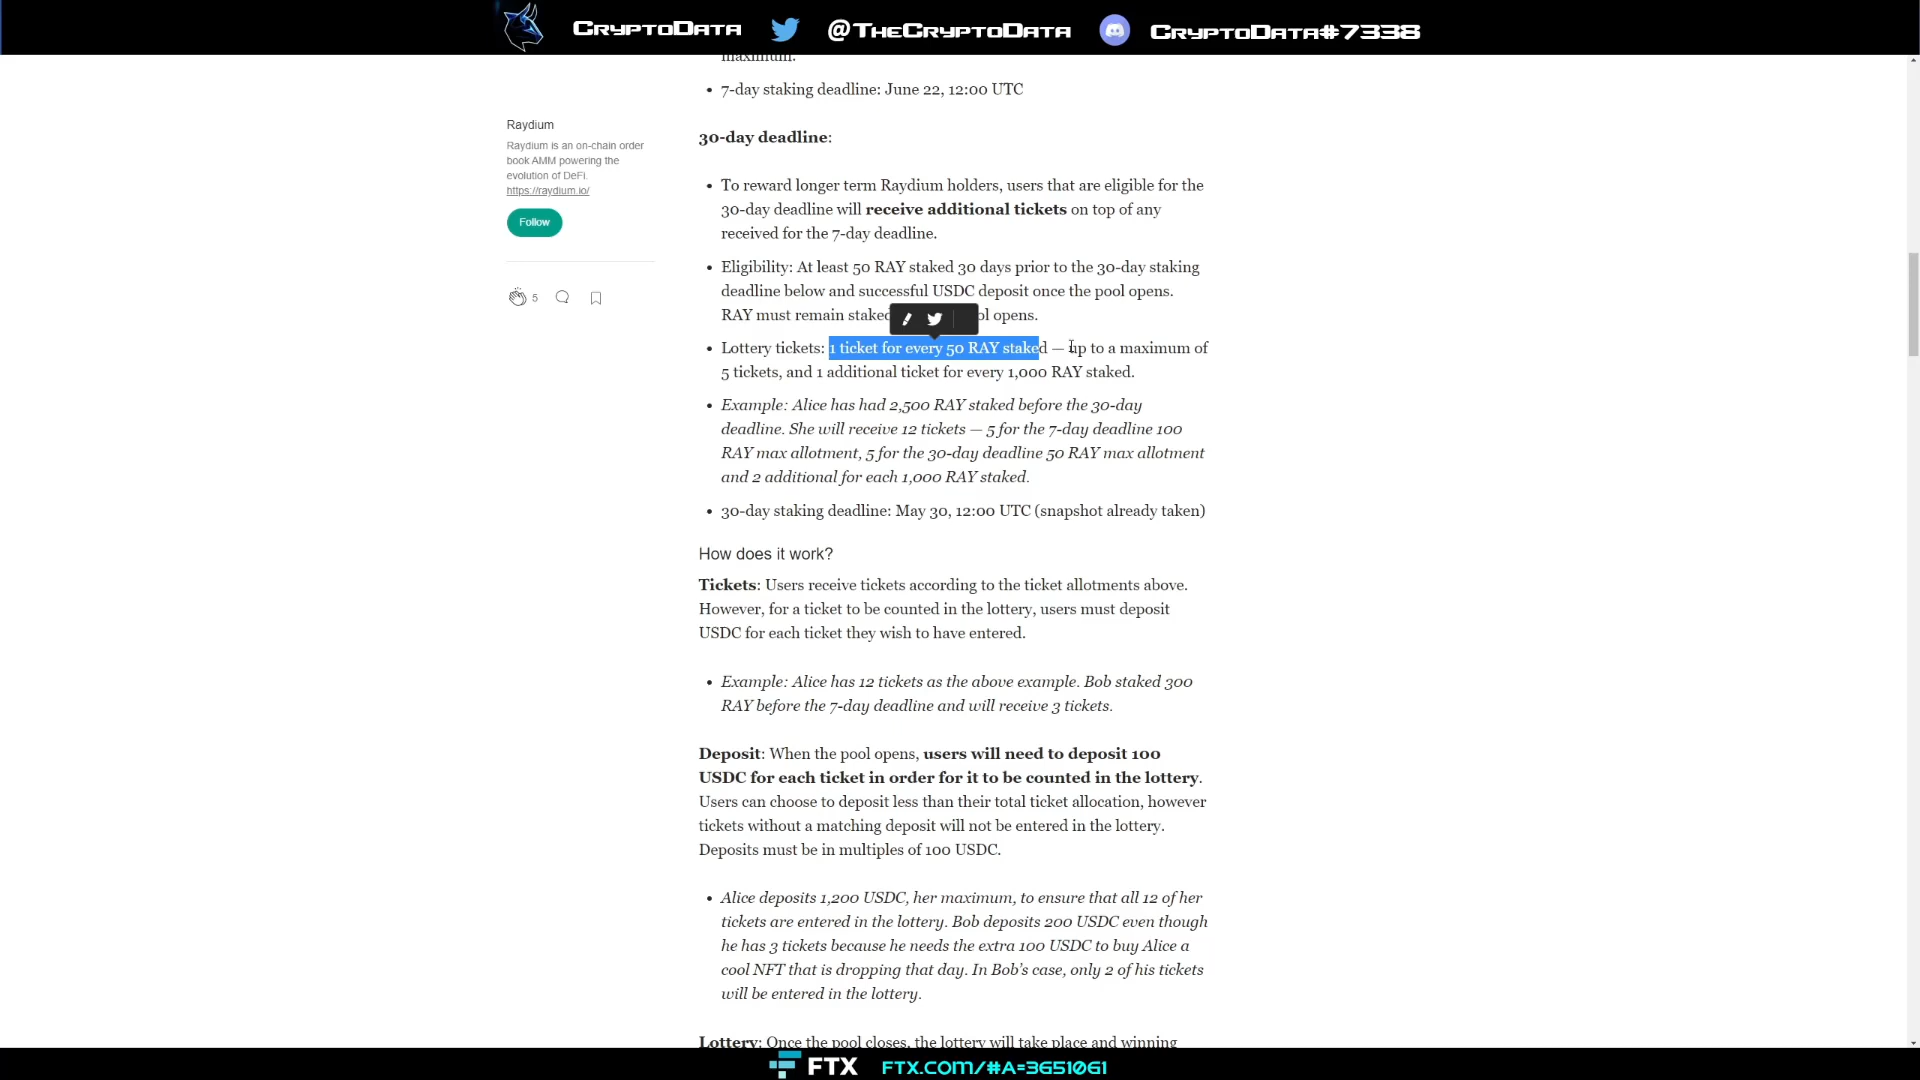 CryptoData @TheCryptoData CryptoData#7338
maximum.
• 7-day staking deadline: June 22, 12:00 UTC
Raydium
Raydium is an on-chain order
book AMM powering the
evolution of DeFi.
https://raydium.io/
Follow
5
30-day deadline:
• To reward longer term Raydium holders, users that are eligible for the
30-day deadline will receive additional tickets on top of any
received for the 7-day deadline.
• Eligibility: At least 50 RAY staked 30 days prior to the 30-day staking
deadline below and successful USDC deposit once the pool opens.
RAY must remain staked ol opens.
• Lottery tickets: 1 ticket for every 50 RAY staked — up to a maximum of
5 tickets, and 1 additional ticket for every 1,000 RAY staked.
• Example: Alice has had 2,500 RAY staked before the 30-day
deadline. She will receive 12 tickets — 5 for the 7-day deadline 100
RAY max allotment, 5 for the 30-day deadline 50 RAY max allotment
and 2 additional for each 1,000 RAY staked.
• 30-day staking deadline: May 30, 12:00 UTC (snapshot already taken)
How does it work?
Tickets: Users receive tickets according to the ticket allotments above.
However, for a ticket to be counted in the lottery, users must deposit
USDC for each ticket they wish to have entered.
• Example: Alice has 12 tickets as the above example. Bob staked 300
RAY before the 7-day deadline and will receive 3 tickets.
Deposit: When the pool opens, users will need to deposit 100
USDC for each ticket in order for it to be counted in the lottery.
Users can choose to deposit less than their total ticket allocation, however
tickets without a matching deposit will not be entered in the lottery.
Deposits must be in multiples of 100 USDC.
• Alice deposits 1,200 USDC, her maximum, to ensure that all 12 of her
tickets are entered in the lottery. Bob deposits 200 USDC even though
he has 3 tickets because he needs the extra 100 USDC to buy Alice a
cool NFT that is dropping that day. In Bob's case, only 2 of his tickets
will be entered in the lottery.
Lottery: Once the pool closes, the lottery will take place and winning
FTX FTX.com/#a=3651061